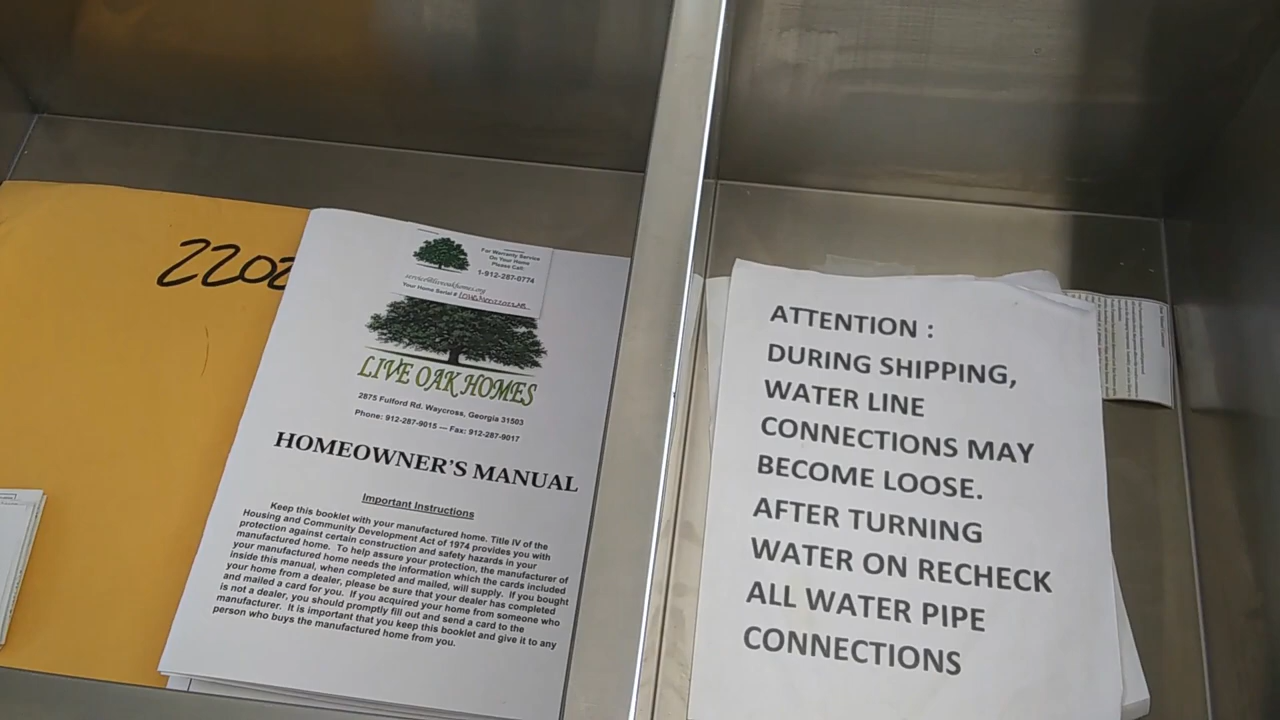 2202
For Warranty Service
On Your Home
Please Call:
1-912-287-0774
service@liveoakhomes.org
Your Home Serial #
LIVE OAK HOMES
2875 Fulford Rd. Waycross, Georgia 31503
Phone: 912-287-9015 — Fax: 912-287-9017
HOMEOWNER'S MANUAL
Important Instructions
Keep this booklet with your manufactured home. Title IV of the
Housing and Community Development Act of 1974 provides you with
protection against certain construction and safety hazards in your
manufactured home. To help assure your protection, the manufacturer of
your manufactured home needs the information which the cards included
inside this manual, when completed and mailed, will supply. If you bought
your home from a dealer, please be sure that your dealer has completed
and mailed a card for you. If you acquired your home from someone who
is not a dealer, you should promptly fill out and send a card to the
manufacturer. It is important that you keep this booklet and give it to any
person who buys the manufactured home from you.
ATTENTION :
DURING SHIPPING,
WATER LINE
CONNECTIONS MAY
BECOME LOOSE.
AFTER TURNING
WATER ON RECHECK
ALL WATER PIPE
CONNECTIONS